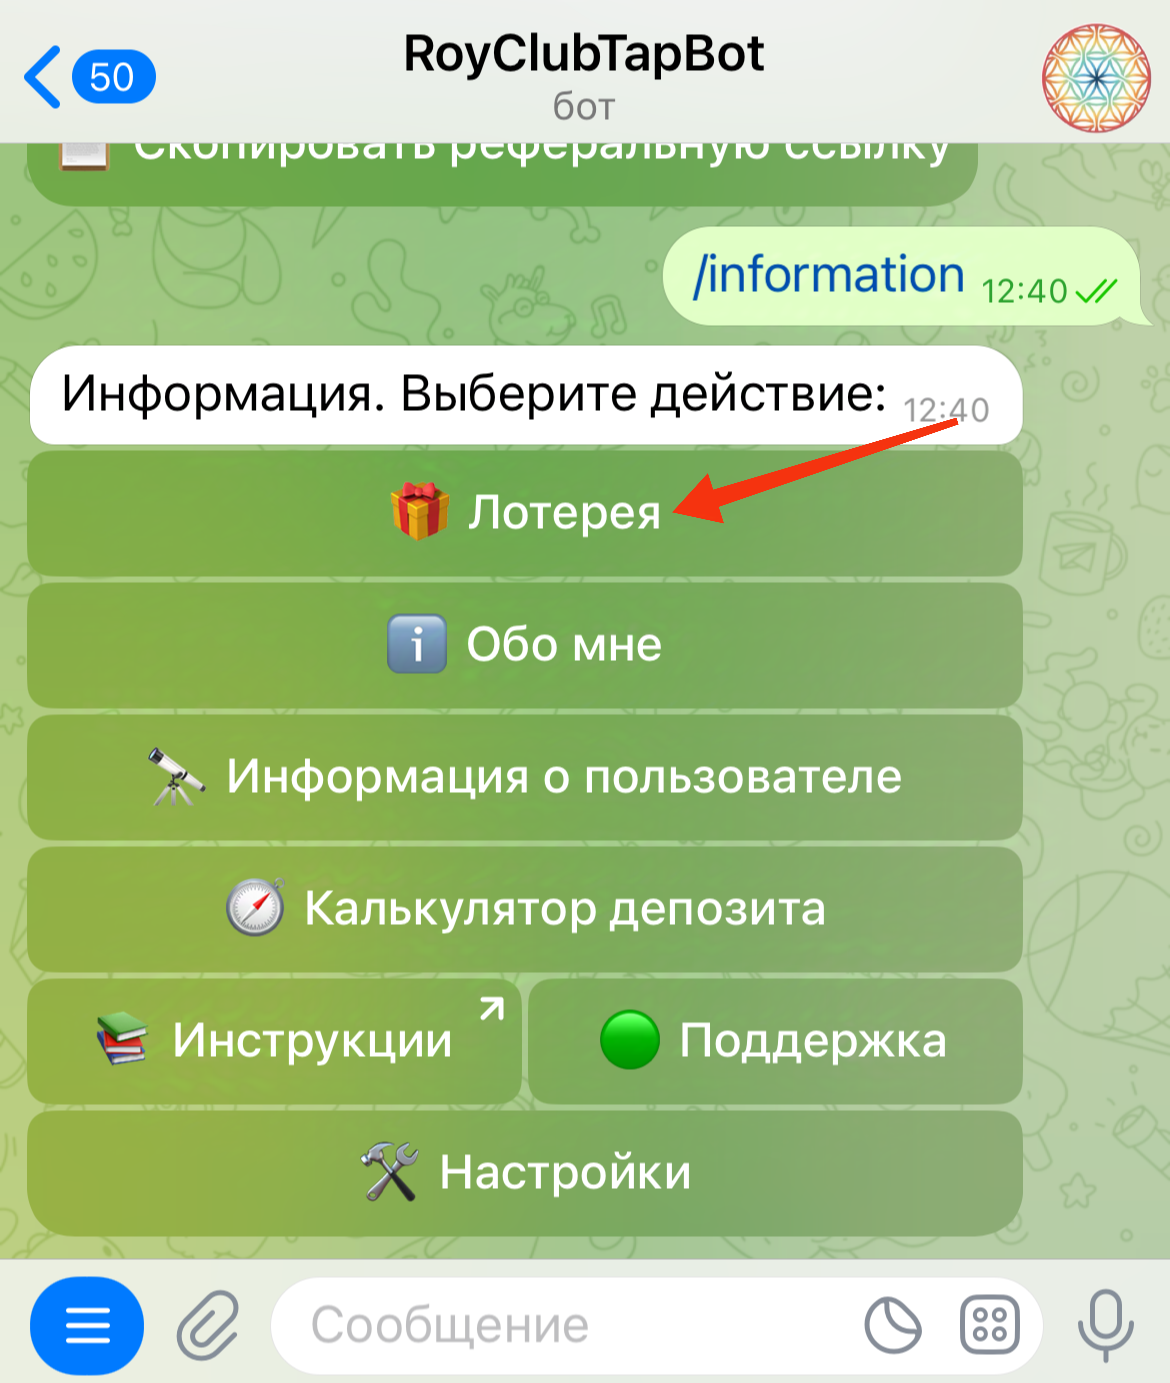 50
RoyClubTapBot
бот
Скопировать реферальную ссылку
/information 12:40
Информация. Выберите действие: 12:40
Лотерея
Обо мне
Информация о пользователе
Калькулятор депозита
Инструкции
Поддержка
Настройки
Сообщение